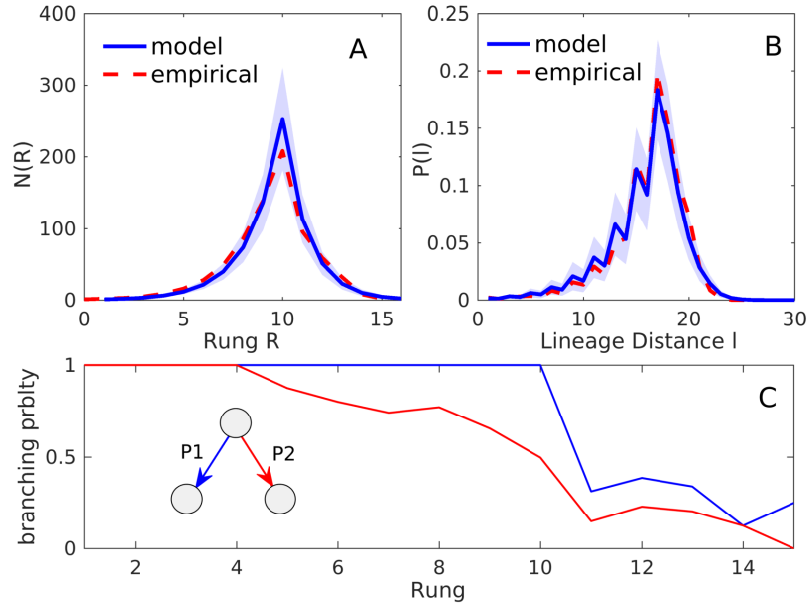 400
300
200
100
0
N(R)
model
empirical
A
0
5
10
15
Rung R
0.25
0.2
0.15
0.1
0.05
0
P(l)
model
empirical
B
0
10
20
30
Lineage Distance l
1
0.5
0
branching prblty
P1
P2
C
2
4
6
8
10
12
14
Rung